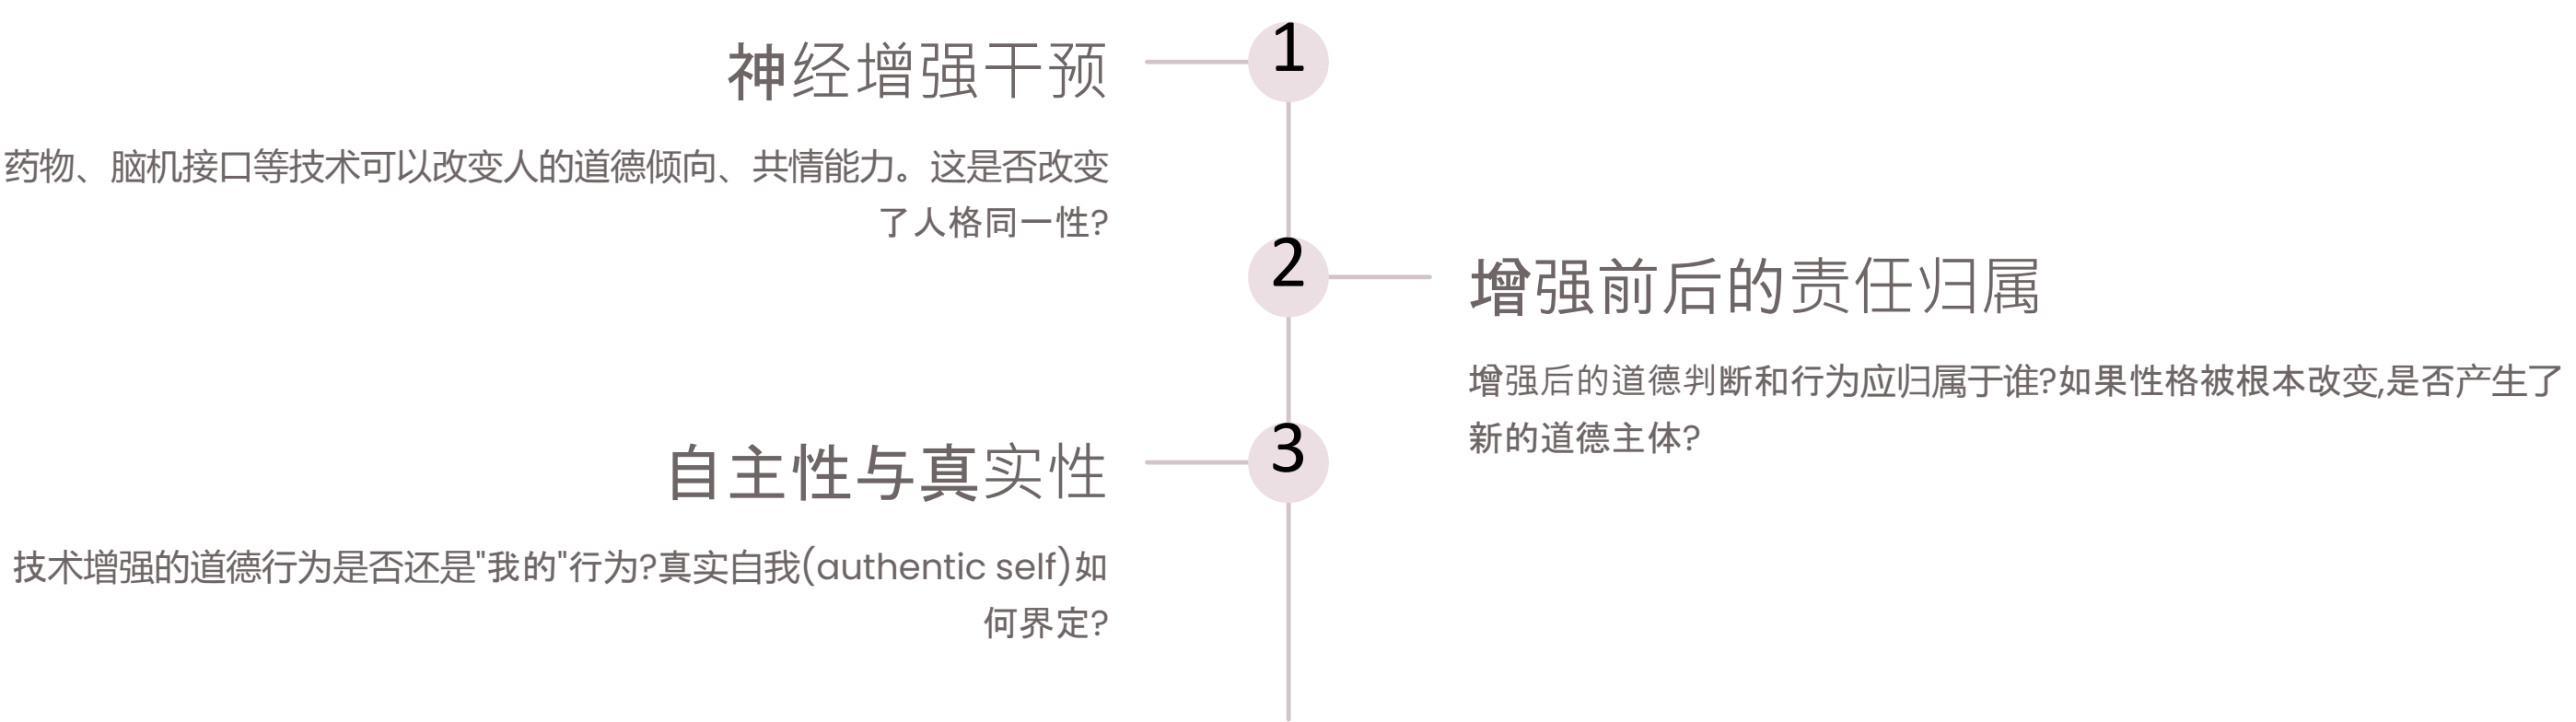 1
神经增强干预
药物、脑机接口等技术可以改变人的道德倾向、共情能力。这是否改变
了人格同一性?
2
增强前后的责任归属
增强后的道德判断和行为应归属于谁?如果性格被根本改变,是否产生了
新的道德主体?
3
自主性与真实性
技术增强的道德行为是否还是"我的"行为?真实自我(authentic self)如
何界定?